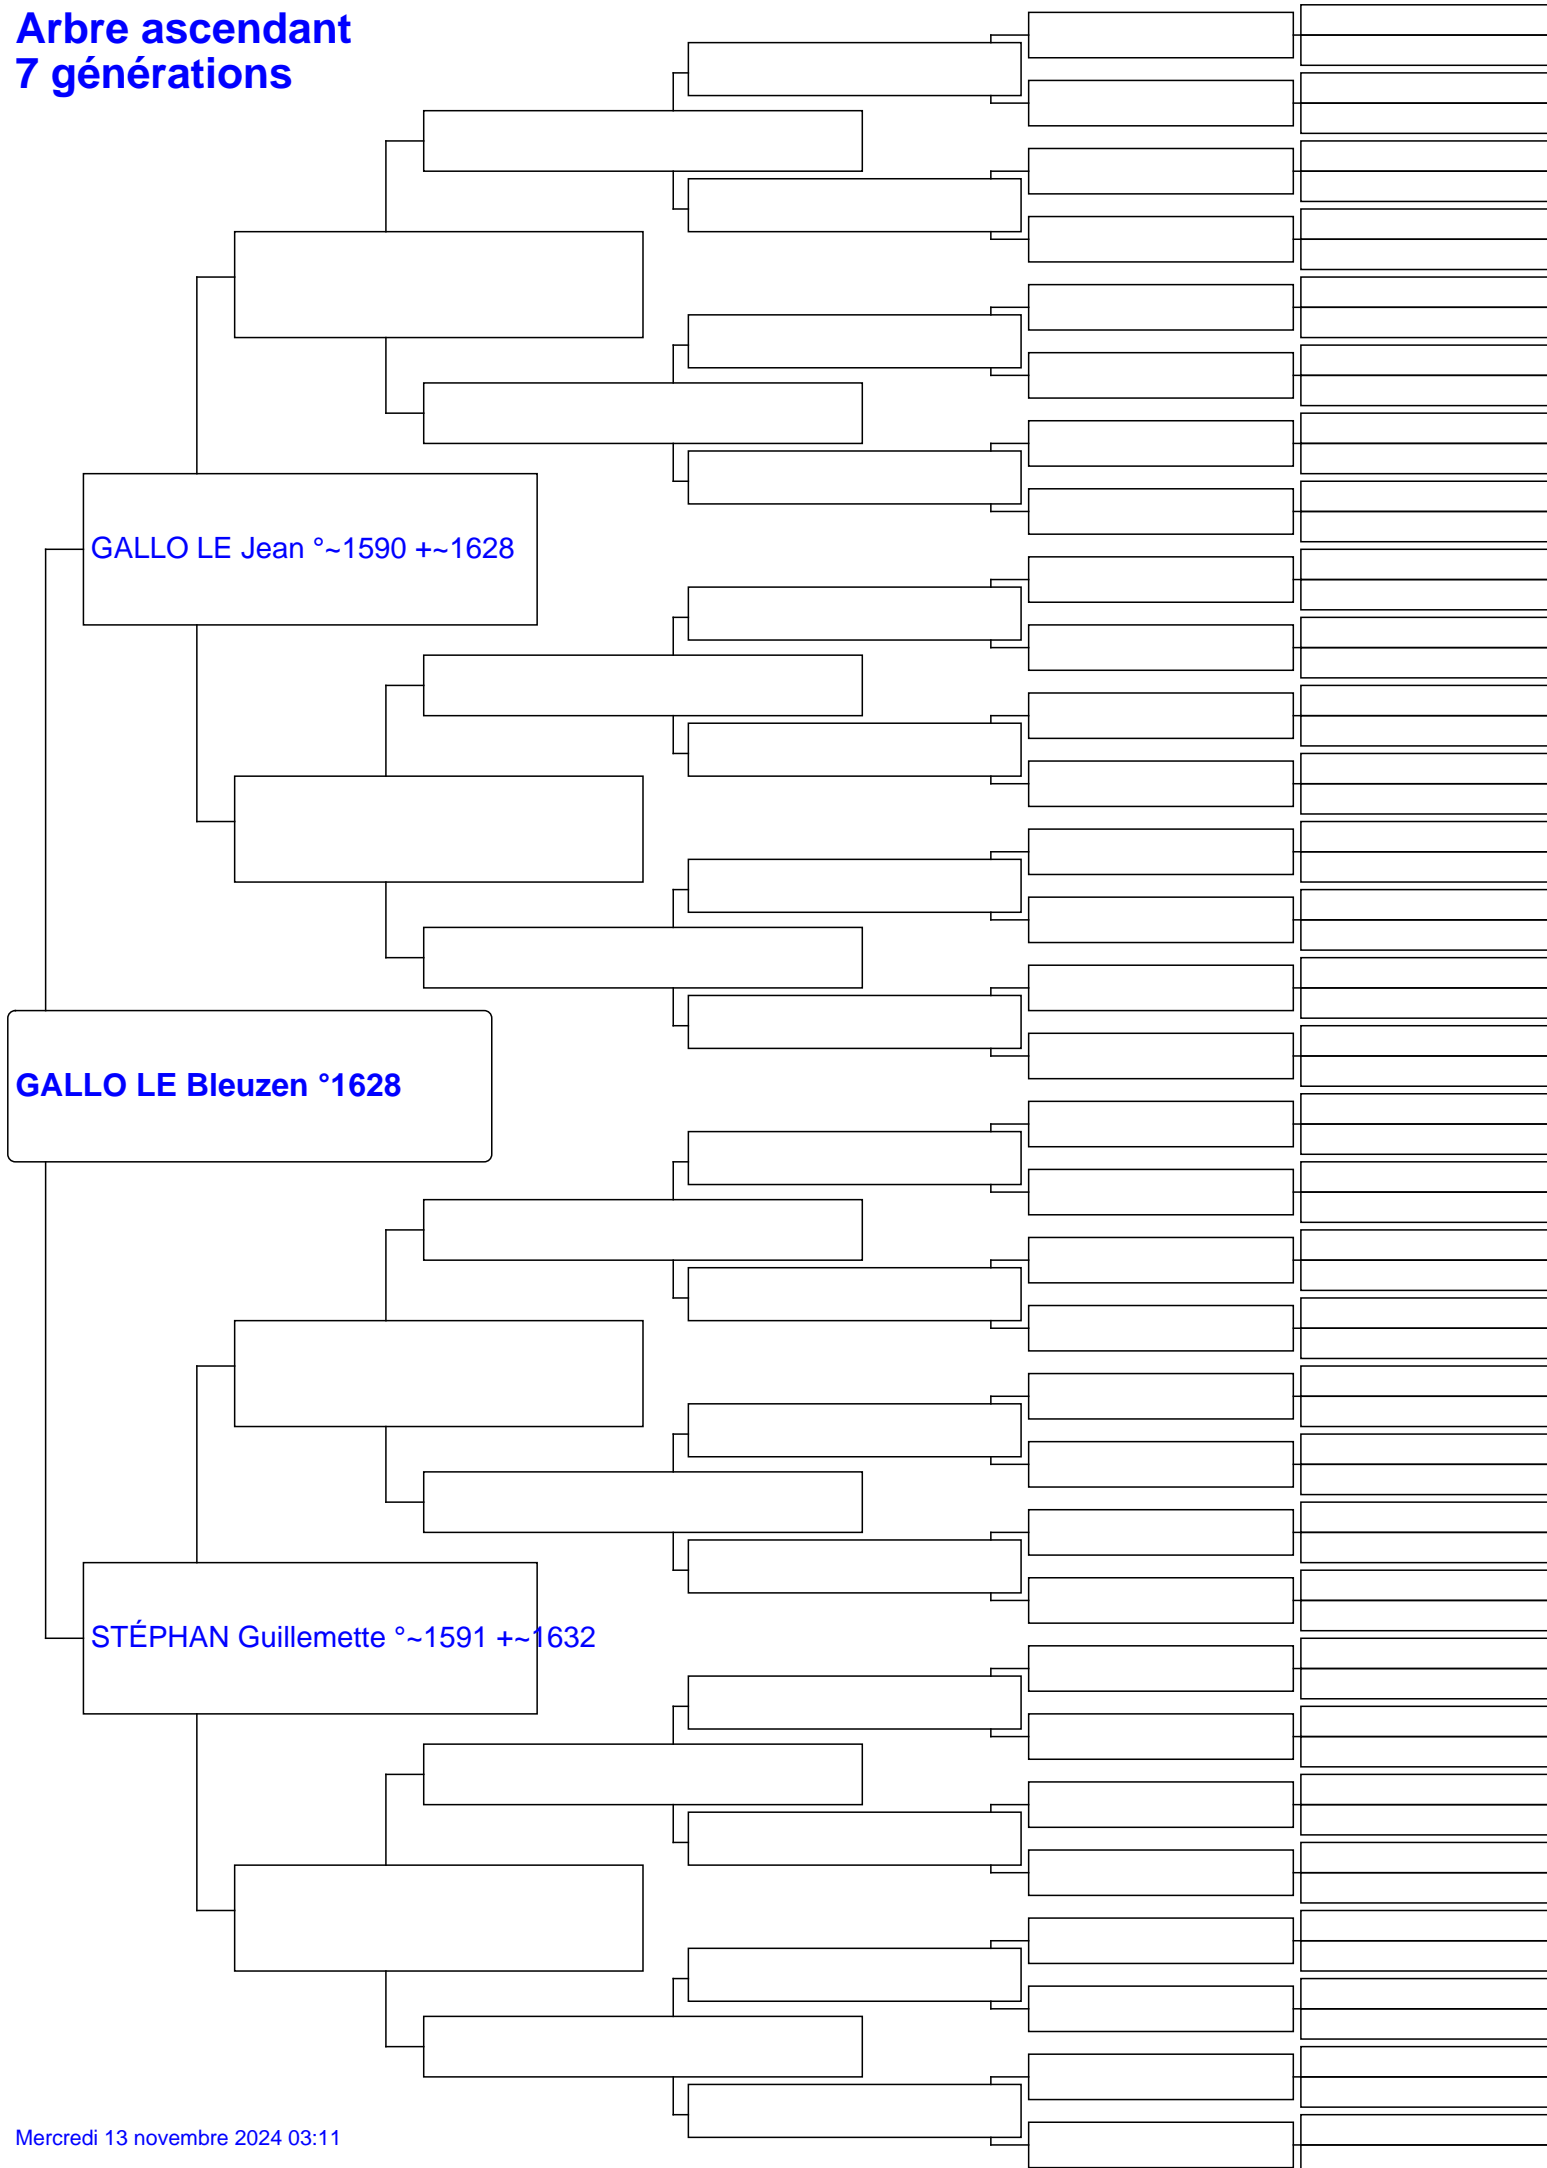 Arbre ascendant
7 générations
GALLO LE Jean °~1590 +~1628
GALLO LE Bleuzen °1628
STÉPHAN Guillemette °~1591 +~1632
Mercredi 13 novembre 2024 03:11